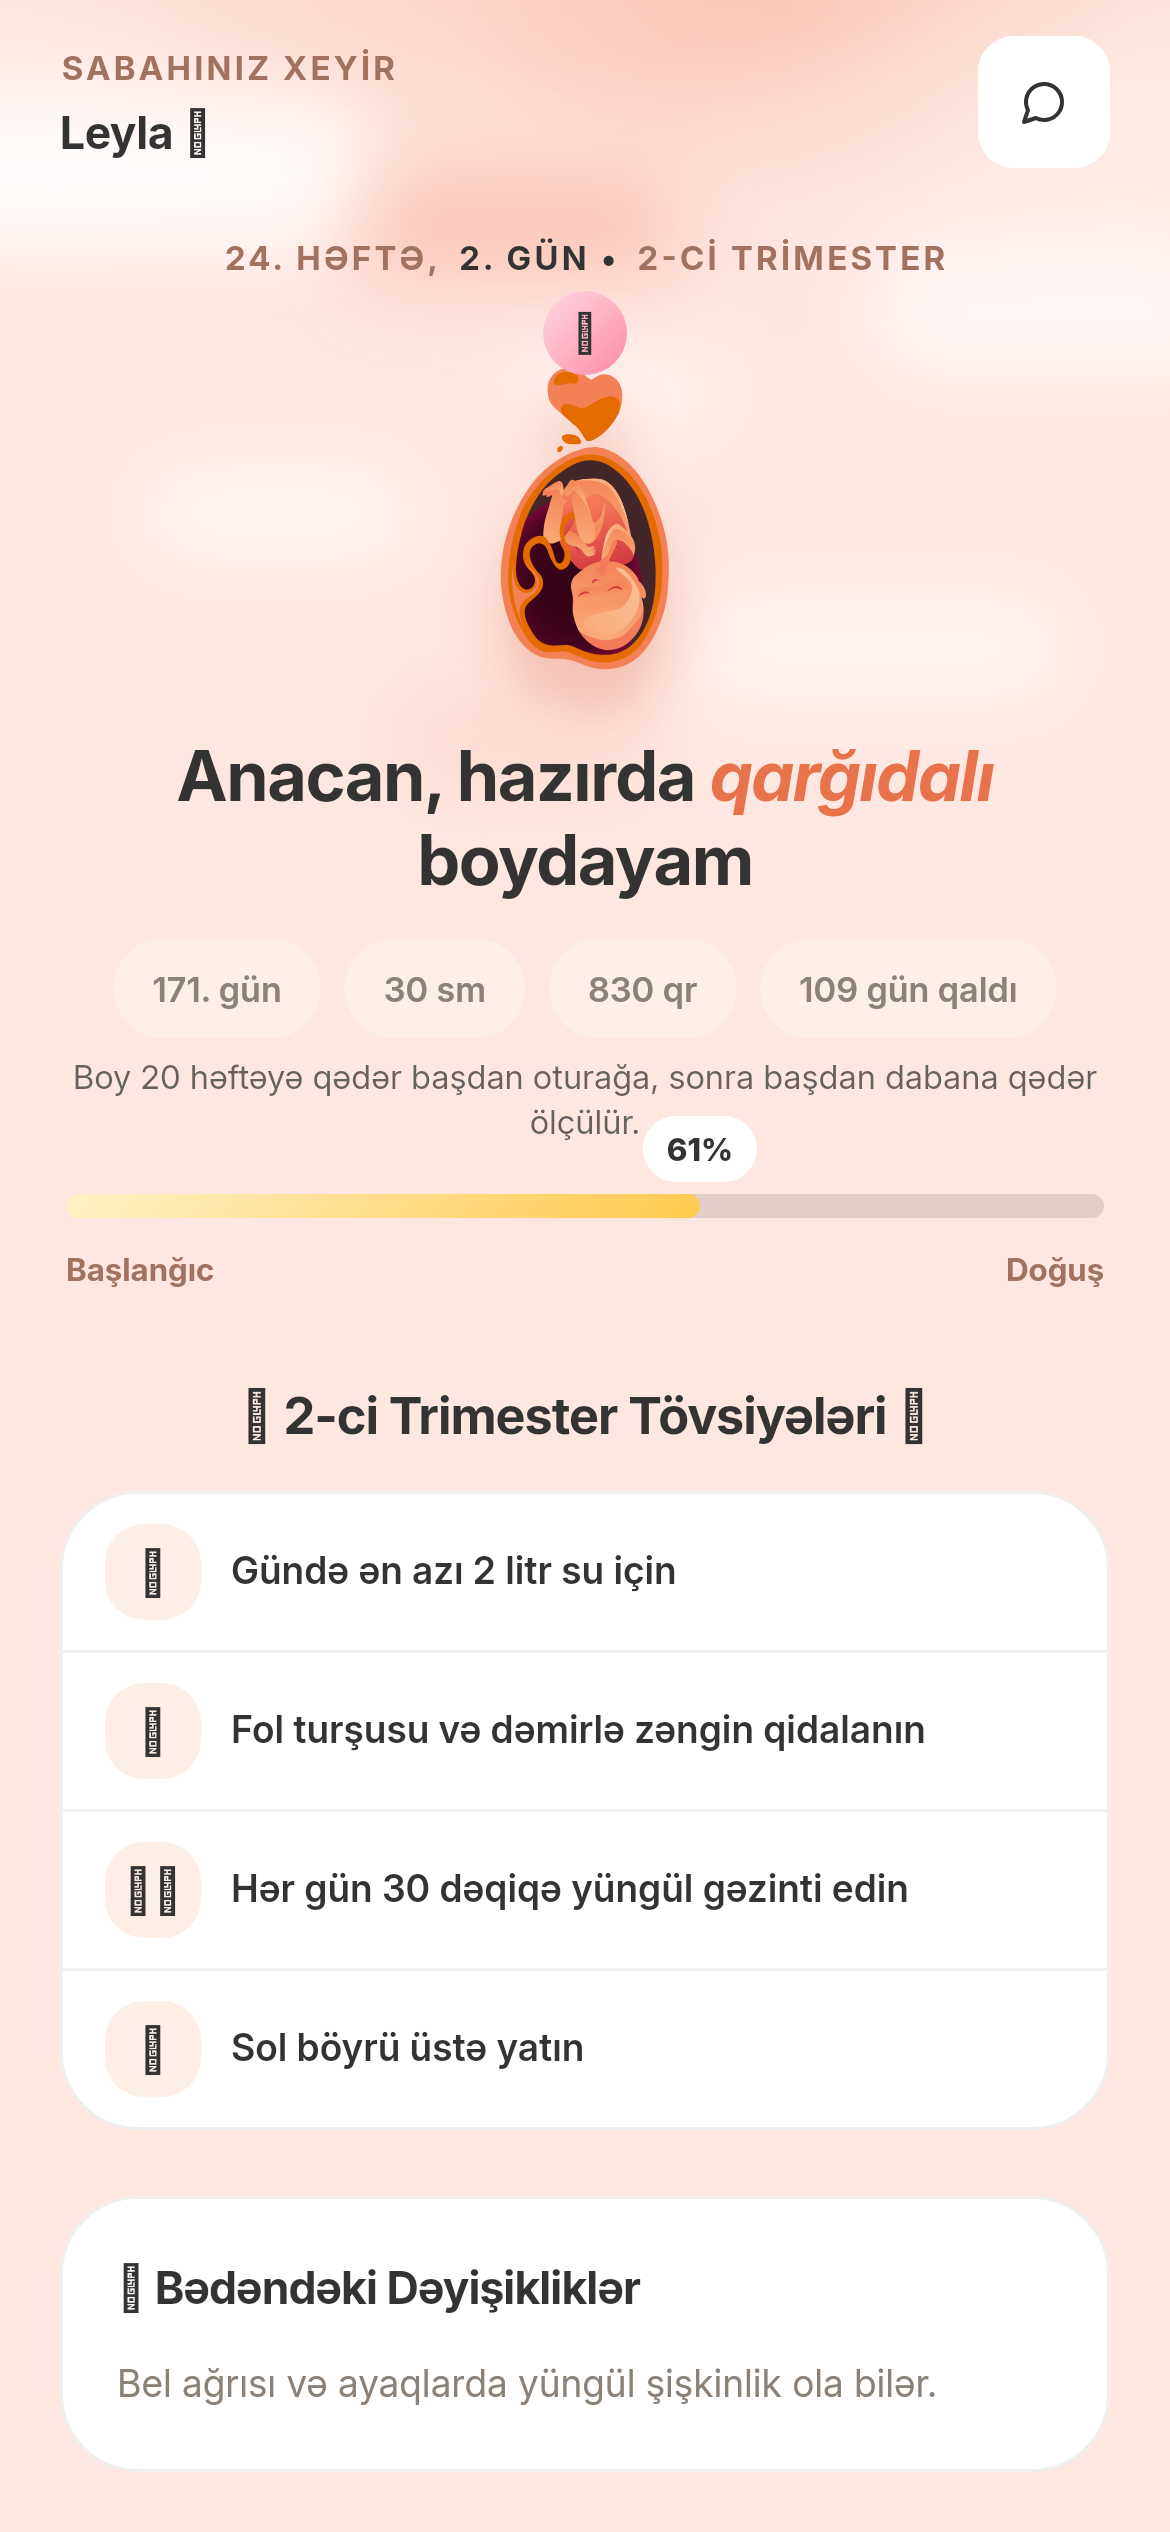 SABAHINIZ XEYİR
Leyla
24. HƏFTƏ, 2. GÜN • 2-Cİ TRİMESTER
Anacan, hazırda qarğıdalı
boydayam
171. gün
30 sm
830 qr
109 gün qaldı
Boy 20 həftəyə qədər başdan oturağa, sonra başdan dabana qədər
ölçülür.
61%
Başlanğıc
Doğuş
2-ci Trimester Tövsiyələri
Gündə ən azı 2 litr su için
Fol turşusu və dəmirlə zəngin qidalanın
Hər gün 30 dəqiqə yüngül gəzinti edin
Sol böyrü üstə yatın
Bədəndəki Dəyişikliklər
Bel ağrısı və ayaqlarda yüngül şişkinlik ola bilər.